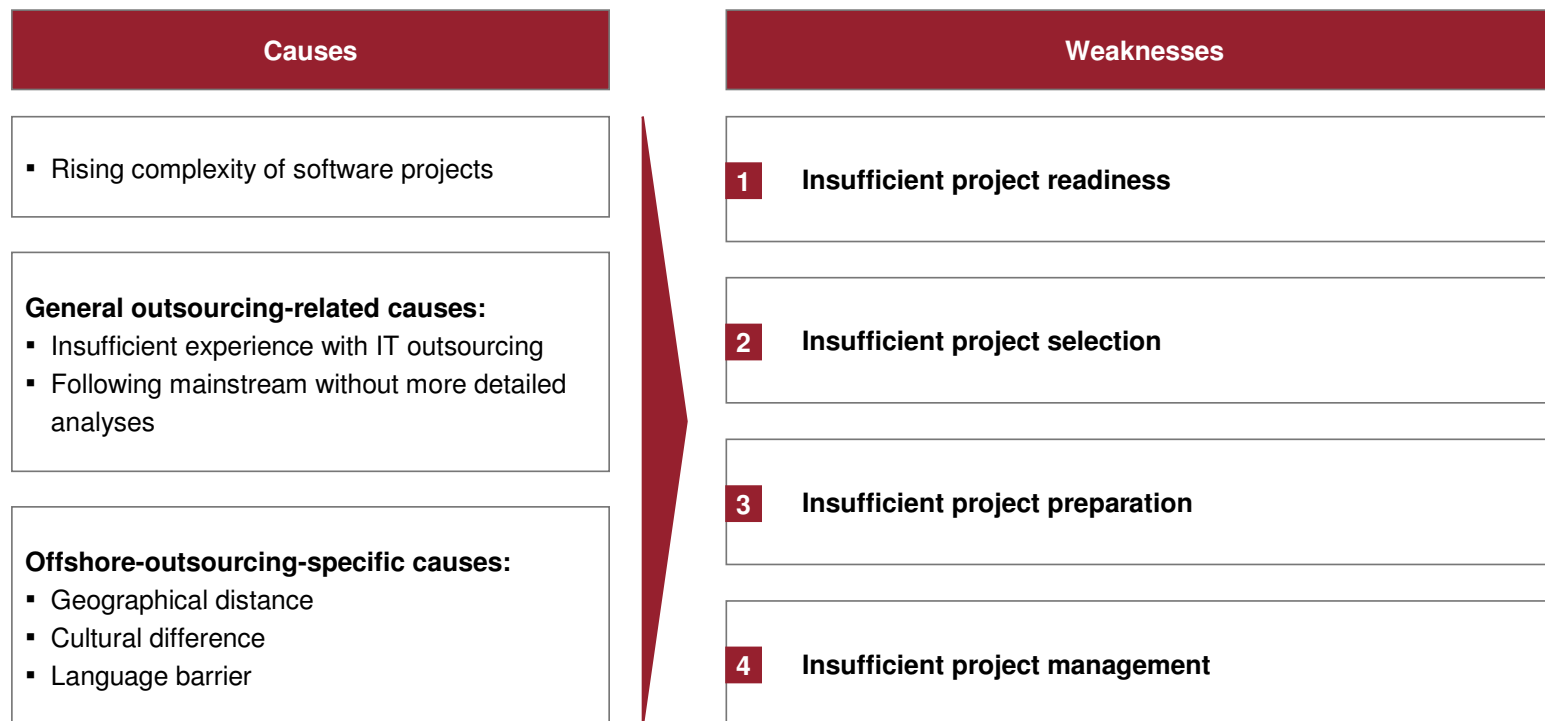 Causes
▪ Rising complexity of software projects
General outsourcing-related causes:
▪ Insufficient experience with IT outsourcing
▪ Following mainstream without more detailed
analyses
Offshore-outsourcing-specific causes:
▪ Geographical distance
▪ Cultural difference
▪ Language barrier
Weaknesses
1 Insufficient project readiness
2 Insufficient project selection
3 Insufficient project preparation
4 Insufficient project management